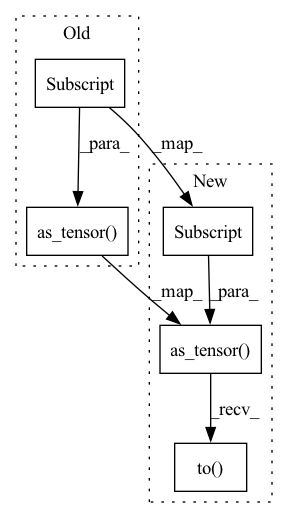 Old
Subscript
_para_
_map_
New
as_tensor()
Subscript
_map_
_para_
as_tensor()
_recv_
to()